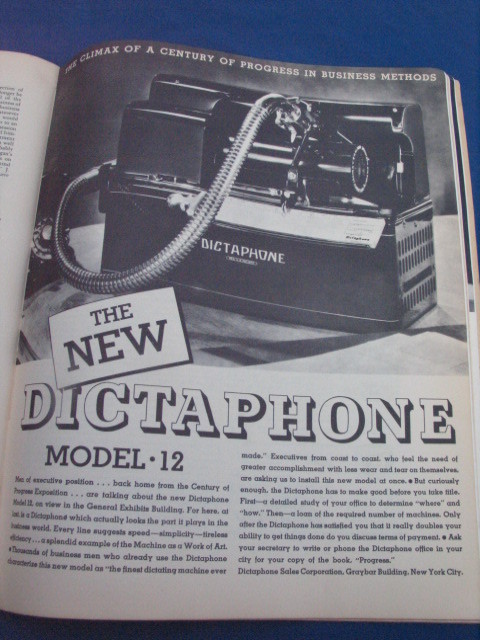 THE CLIMAX OF A CENTURY OF PROGRESS IN BUSINESS METHODS
DICTAPHONE
THE
NEW
DICTAPHONE
MODEL·12
Men of executive position . . . back home from the Century of
Progress Exposition . . . are talking about the new Dictaphone
Model 12, on view in the General Exhibits Building. For here, at
last, is a Dictaphone which actually looks the part it plays in the
business world. Every line suggests speed—simplicity—tireless
efficiency . . . a splendid example of the Machine as a Work of Art.
● Thousands of business men who already use the Dictaphone
characterize this new model as "the finest dictating machine ever
made." Executives from coast to coast, who feel the need of
greater accomplishment with less wear and tear on themselves,
are asking us to install this new model at once. ● But curiously
enough, the Dictaphone has to make good before you take title.
First—a detailed study of your office to determine "where" and
"how." Then—a loan of the required number of machines. Only
after the Dictaphone has satisfied you that it really doubles your
ability to get things done do you discuss terms of payment. ● Ask
your secretary to write or phone the Dictaphone office in your
city for your copy of the book, "Progress."
Dictaphone Sales Corporation, Graybar Building, New York City.